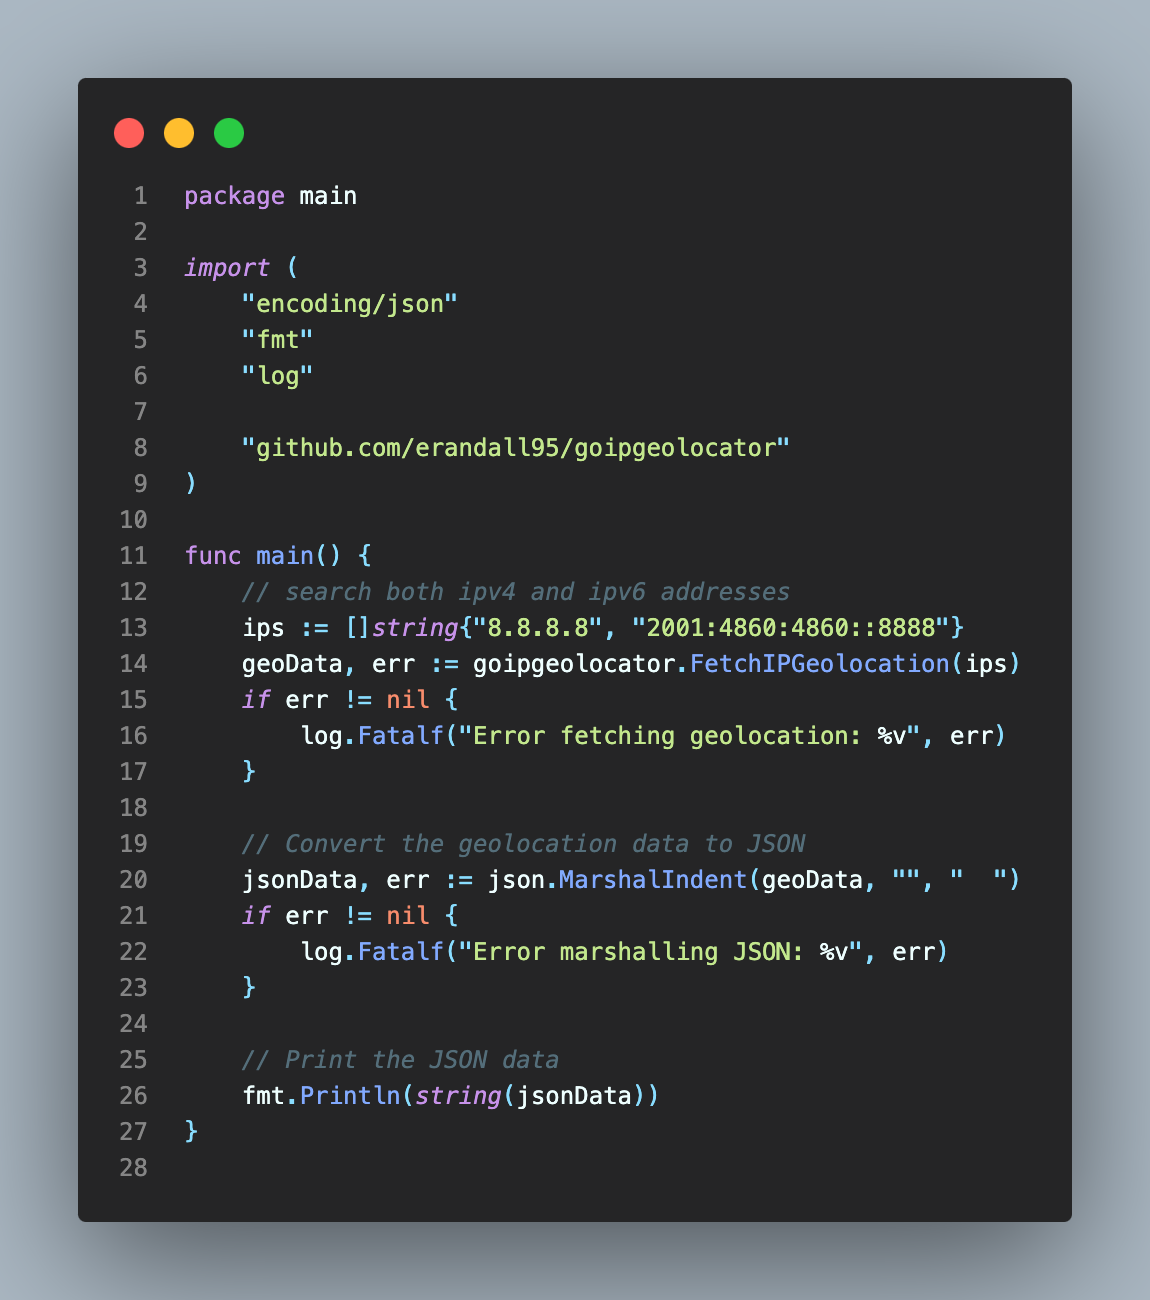 1 package main
2
3 import (
4     "encoding/json"
5     "fmt"
6     "log"
7
8     "github.com/erandall95/goipgeolocator"
9 )
10
11 func main() {
12     // search both ipv4 and ipv6 addresses
13     ips := []string{"8.8.8.8", "2001:4860:4860::8888"}
14     geoData, err := goipgeolocator.FetchIPGeolocation(ips)
15     if err != nil {
16         log.Fatalf("Error fetching geolocation: %v", err)
17     }
18
19     // Convert the geolocation data to JSON
20     jsonData, err := json.MarshalIndent(geoData, "", "  ")
21     if err != nil {
22         log.Fatalf("Error marshalling JSON: %v", err)
23     }
24
25     // Print the JSON data
26     fmt.Println(string(jsonData))
27 }
28